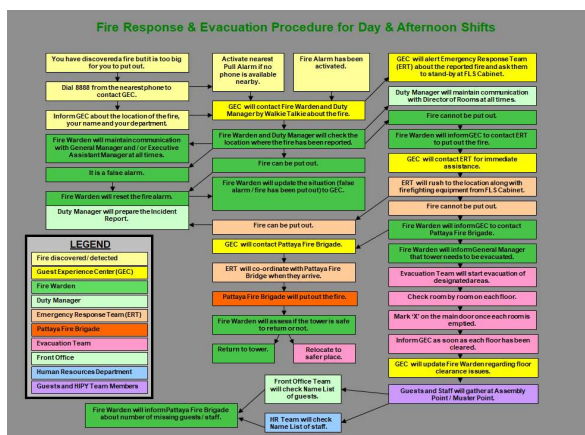 Fire Response & Evacuation Procedure for Day & Afternoon Shifts
You have discovered a fire but it is too big
for you to put out.
Dial 8888 from the nearest phone to
contact GEC.
Inform GEC about the location of the fire,
your name and your department.
Activate nearest
Pull Alarm if no
phone is available
nearby.
Fire Alarm has been
activated.
GEC will contact Fire Warden and Duty
Manager by Walkie Talkie about the fire.
Fire Warden and Duty Manager will check the
location where the fire has been reported.
Fire can be put out.
Fire Warden will update the situation (false
alarm / fire has been put out) to GEC.
Fire Warden will maintain communication
with General Manager and / or Executive
Assistant Manager at all times.
It is a false alarm.
Fire Warden will reset the fire alarm.
Duty Manager will prepare the Incident
Report.
GEC will alert Emergency Response Team
(ERT) about the reported fire and ask them
to stand-by at FLS Cabinet.
Duty Manager will maintain communication
with Director of Rooms at all times.
Fire cannot be put out.
Fire Warden will inform GEC to contact ERT
to put out the fire.
GEC will contact ERT for immediate
assistance.
ERT will rush to the location along with
firefighting equipment from FLS Cabinet.
Fire cannot be put out.
Fire Warden will inform GEC to contact
Pattaya Fire Brigade.
Fire Warden will inform General Manager
that tower needs to be evacuated.
Evacuation Team will start evacuation of
designated areas.
Check room by room on each floor.
Mark 'X' on the main door once each room
is emptied.
Inform GEC as soon as each floor has been
cleared.
GEC will update Fire Warden regarding floor
clearance issues.
Guests and Staff will gather at Assembly
Point / Muster Point.
Fire can be put out.
GEC will contact Pattaya Fire Brigade.
ERT will co-ordinate with Pattaya Fire
Bridge when they arrive.
Pattaya Fire Brigade will put out the fire.
Fire Warden will assess if the tower is safe
to return or not.
Return to tower.
Relocate to
safer place.
Front Office Team
will check Name List
of guests.
HR Team will check
Name List of staff.
Fire Warden will inform Pattaya Fire Brigade
about number of missing guests / staff.
LEGEND
Fire discovered / detected
Guest Experience Center (GEC)
Fire Warden
Duty Manager
Emergency Response Team (ERT)
Pattaya Fire Brigade
Evacuation Team
Front Office
Human Resources Department
Guests and HIPY Team Members